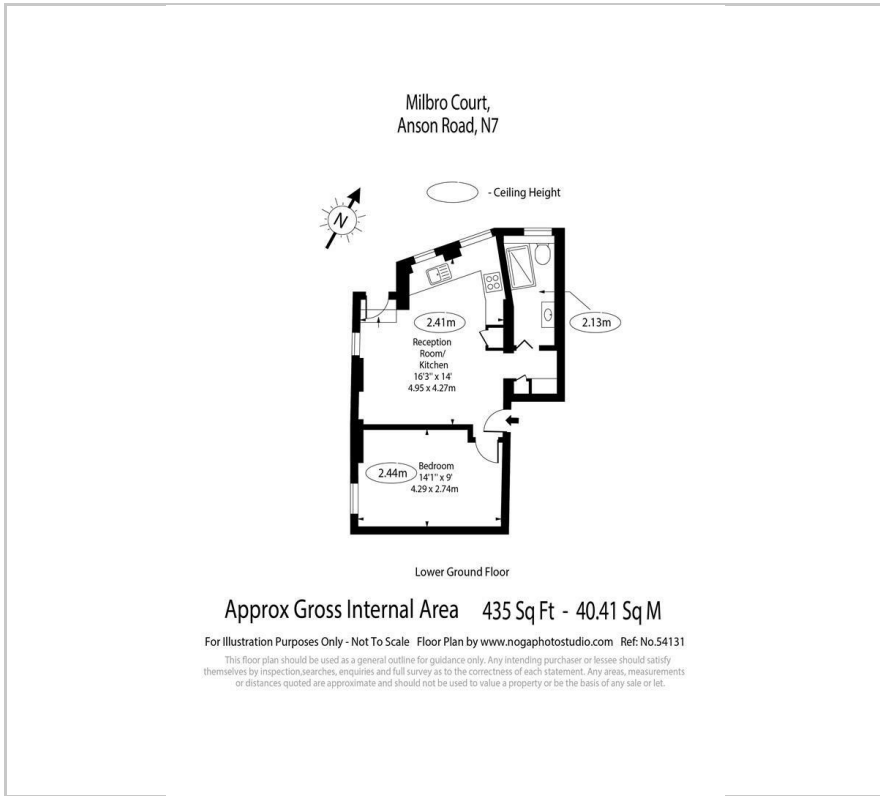 Milbro Court,
Anson Road, N7
- Ceiling Height
N
2.41m
2.13m
Reception
Room/
Kitchen
16'3" x 14'
4.95 x 4.27m
2.44m
Bedroom
14'1" x 9'
4.29 x 2.74m
Lower Ground Floor
Approx Gross Internal Area 435 Sq Ft - 40.41 Sq M
For Illustration Purposes Only - Not To Scale Floor Plan by www.nogaphotostudio.com Ref: No.54131
This floor plan should be used as a general outline for guidance only. Any intending purchaser or lessee should satisfy
themselves by inspection,searches, enquiries and full survey as to the correctness of each statement. Any areas, measurements
or distances quoted are approximate and should not be used to value a property or be the basis of any sale or let.